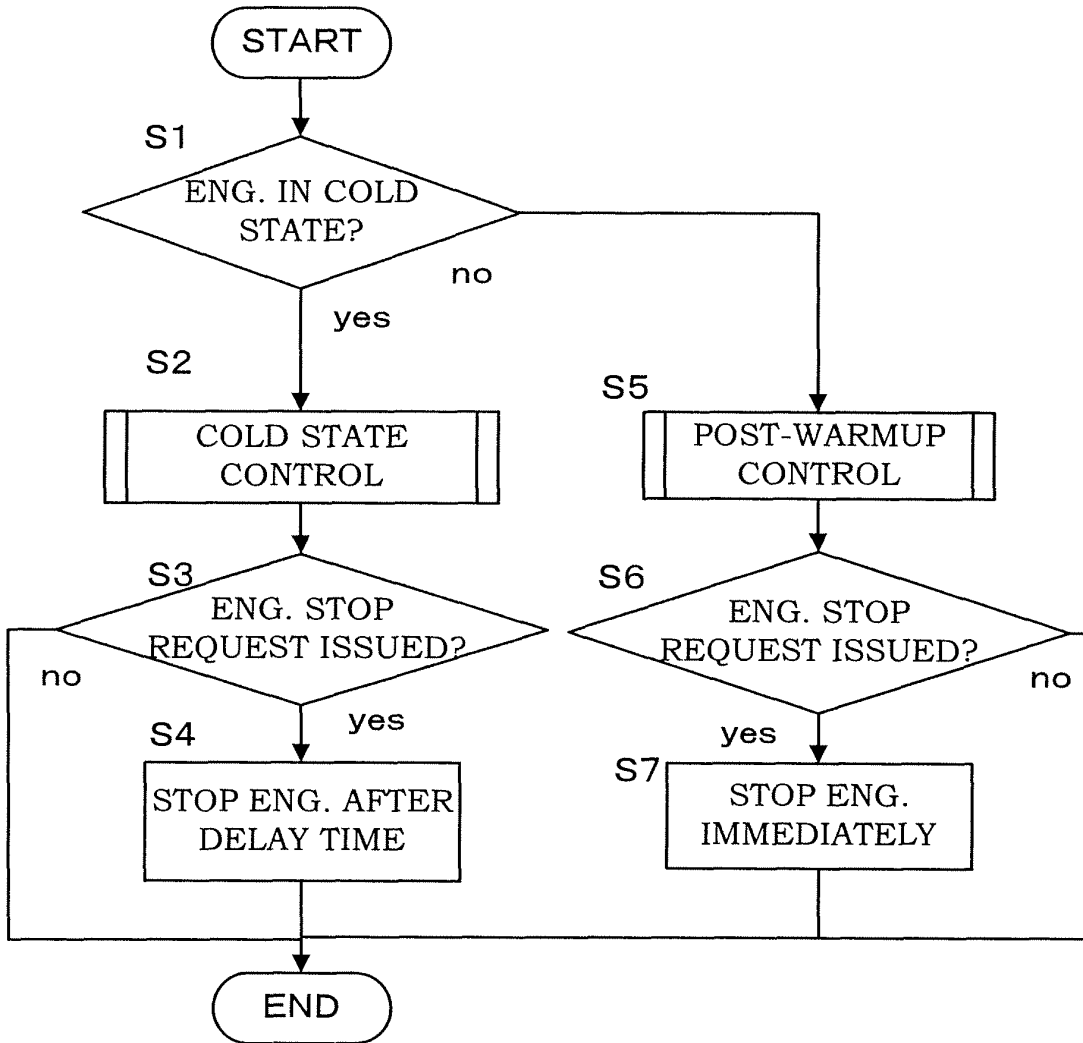 START
S1
ENG. IN COLD
STATE?
no
yes
S2
COLD STATE
CONTROL
S5
POST-WARMUP
CONTROL
S3
ENG. STOP
REQUEST ISSUED?
no
yes
S6
ENG. STOP
REQUEST ISSUED?
no
yes
S4
STOP ENG. AFTER
DELAY TIME
S7
STOP ENG.
IMMEDIATELY
END